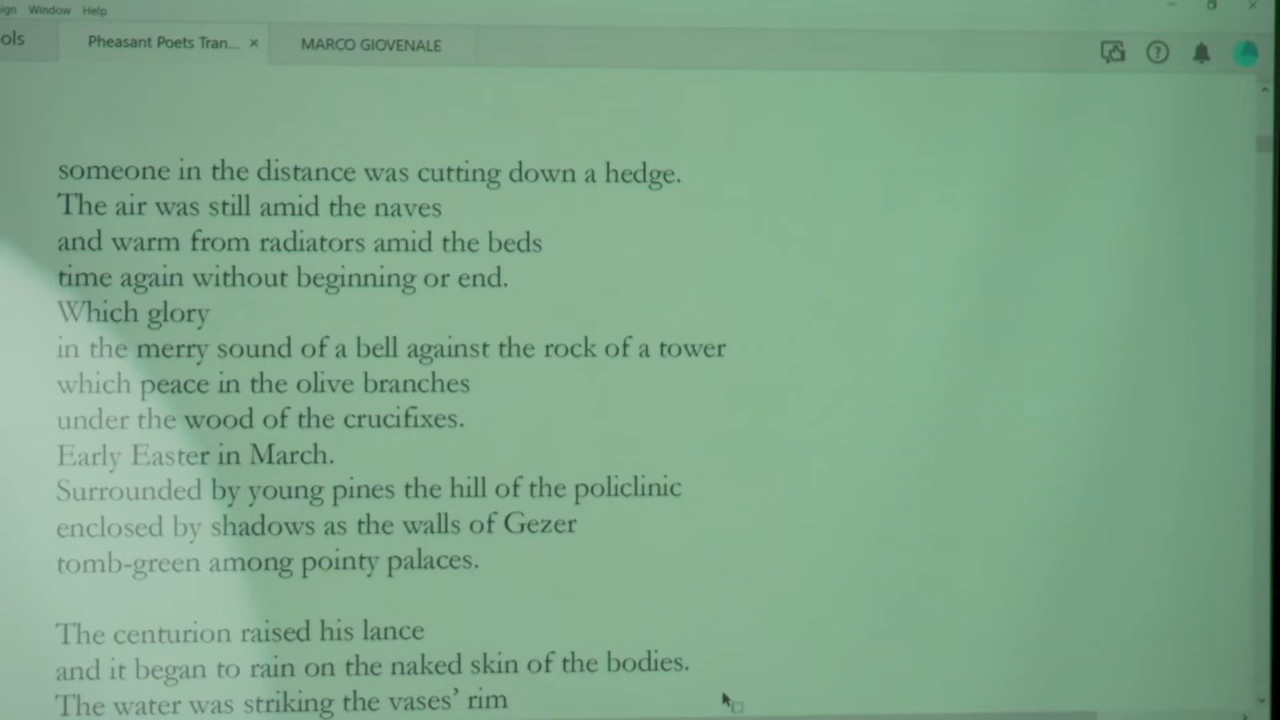 ign Window Help
ols Pheasant Poets Tran... × MARCO GIOVENALE
someone in the distance was cutting down a hedge.
The air was still amid the naves
and warm from radiators amid the beds
time again without beginning or end.
Which glory
in the merry sound of a bell against the rock of a tower
which peace in the olive branches
under the wood of the crucifixes.
Early Easter in March.
Surrounded by young pines the hill of the policlinic
enclosed by shadows as the walls of Gezer
tomb-green among pointy palaces.
The centurion raised his lance
and it began to rain on the naked skin of the bodies.
The water was striking the vases’ rim